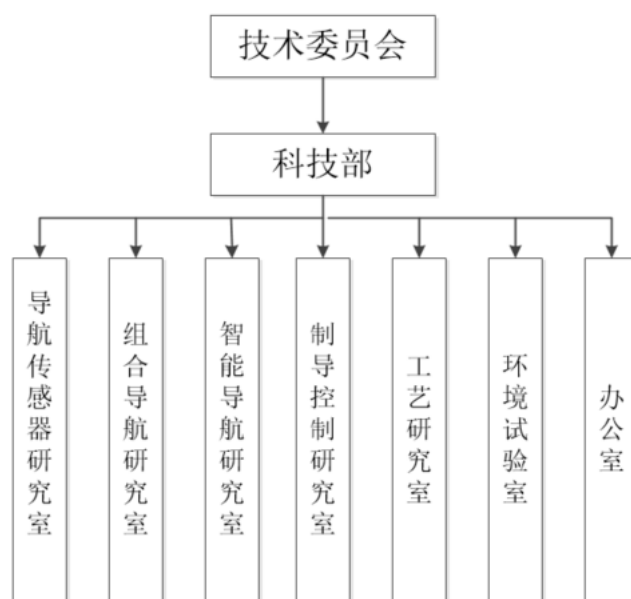 技术委员会
科技部
导航传感器研究室
组合导航研究室
智能导航研究室
制导控制研究室
工艺研究室
环境试验室
办公室